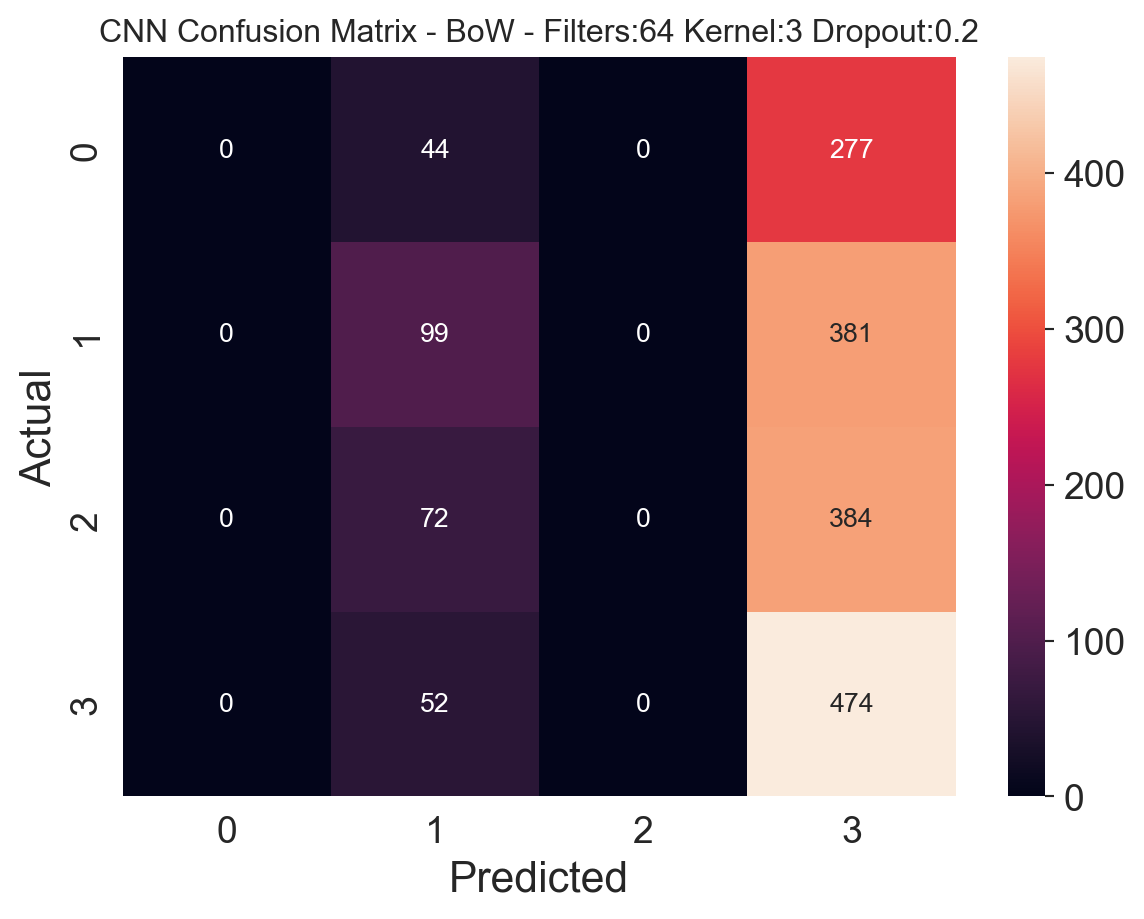 CNN Confusion Matrix - BoW - Filters:64 Kernel:3 Dropout:0.2
Actual
0 0 44 0 277
1 0 99 0 381
2 0 72 0 384
3 0 52 0 474
0 1 2 3
Predicted
400
300
200
100
0